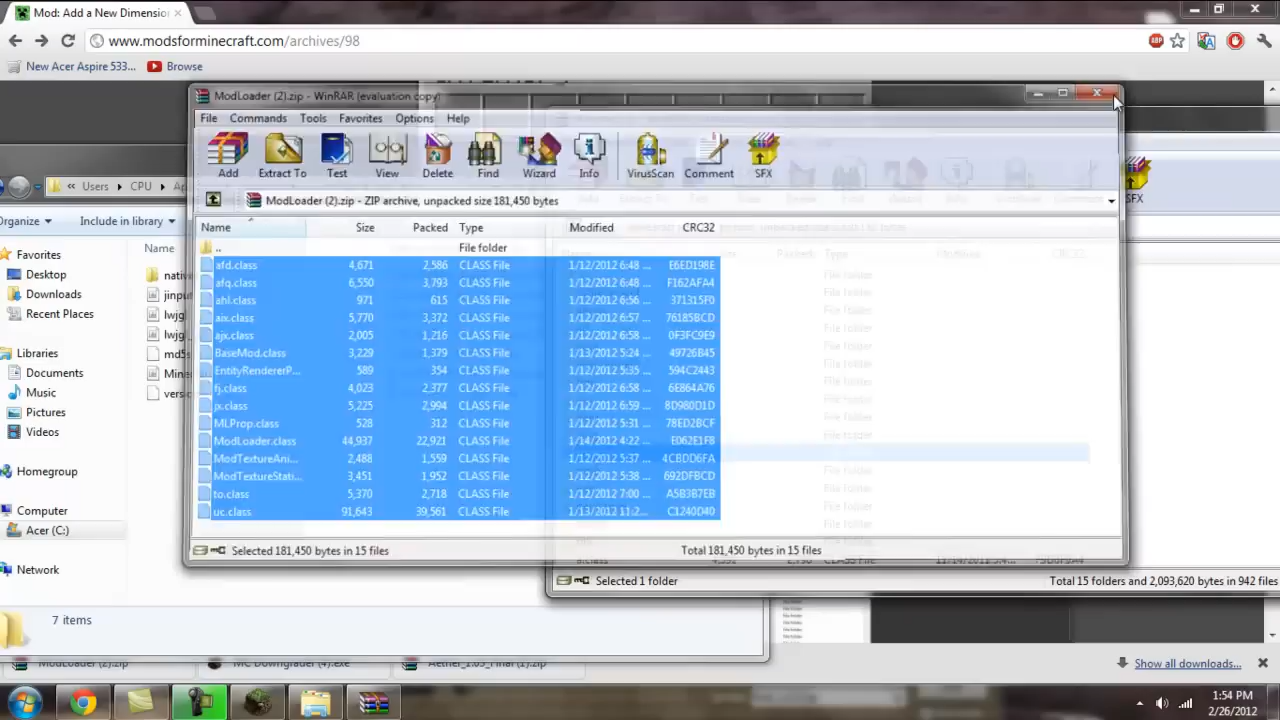 Mod: Add a New Dimension
www.modsforminecraft.com/archives/98
New Acer Aspire 533... Browse
ModLoader (2).zip - WinRAR (evaluation copy)
File Commands Tools Favorites Options Help
Add Extract To Test View Delete Find Wizard Info VirusScan Comment SFX
SFX
« Users CPU
ModLoader (2).zip - ZIP archive, unpacked size 181,450 bytes
Organize Include in library
Name Size Packed Type Modified CRC32
.. File folder
afd.class 4,671 2,586 CLASS File 1/12/2012 6:48 ... E6ED198E
afq.class 6,550 3,793 CLASS File 1/12/2012 6:48 ... F162AFA4
ahl.class 971 615 CLASS File 1/12/2012 6:56 ... 371315F0
aix.class 5,770 3,372 CLASS File 1/12/2012 6:57 ... 76185BCD
ajx.class 2,005 1,216 CLASS File 1/12/2012 6:58 ... 0F3FC9E9
BaseMod.class 3,229 1,379 CLASS File 1/13/2012 5:24 ... 49726B45
EntityRendererP... 589 354 CLASS File 1/12/2012 5:35 ... 594C2443
fj.class 4,023 2,377 CLASS File 1/12/2012 6:58 ... 6E864A76
jx.class 5,225 2,994 CLASS File 1/12/2012 6:59 ... 8D980D1D
MLProp.class 528 312 CLASS File 1/12/2012 5:31 ... 78ED2BCF
ModLoader.class 44,937 22,921 CLASS File 1/14/2012 4:22 ... E062E1F8
ModTextureAni... 2,488 1,559 CLASS File 1/12/2012 5:37 ... 4CBDD6FA
ModTextureStati... 3,451 1,952 CLASS File 1/12/2012 5:38 ... 692DFBCD
to.class 5,370 2,718 CLASS File 1/12/2012 7:00 ... A5B3B7EB
uc.class 91,643 39,561 CLASS File 1/13/2012 11:2... C1240D40
Selected 181,450 bytes in 15 files Total 181,450 bytes in 15 files
Selected 1 folder Total 15 folders and 2,093,620 bytes in 942 files
Favorites
Desktop
Downloads
Recent Places
Libraries
Documents
Music
Pictures
Videos
Homegroup
Computer
Acer (C:)
Network
Name
7 items
ModLoader (2).zip MC Downgrader (4).exe Aether_1.03_Final (2).zip
Show all downloads...
1:54 PM
2/26/2012